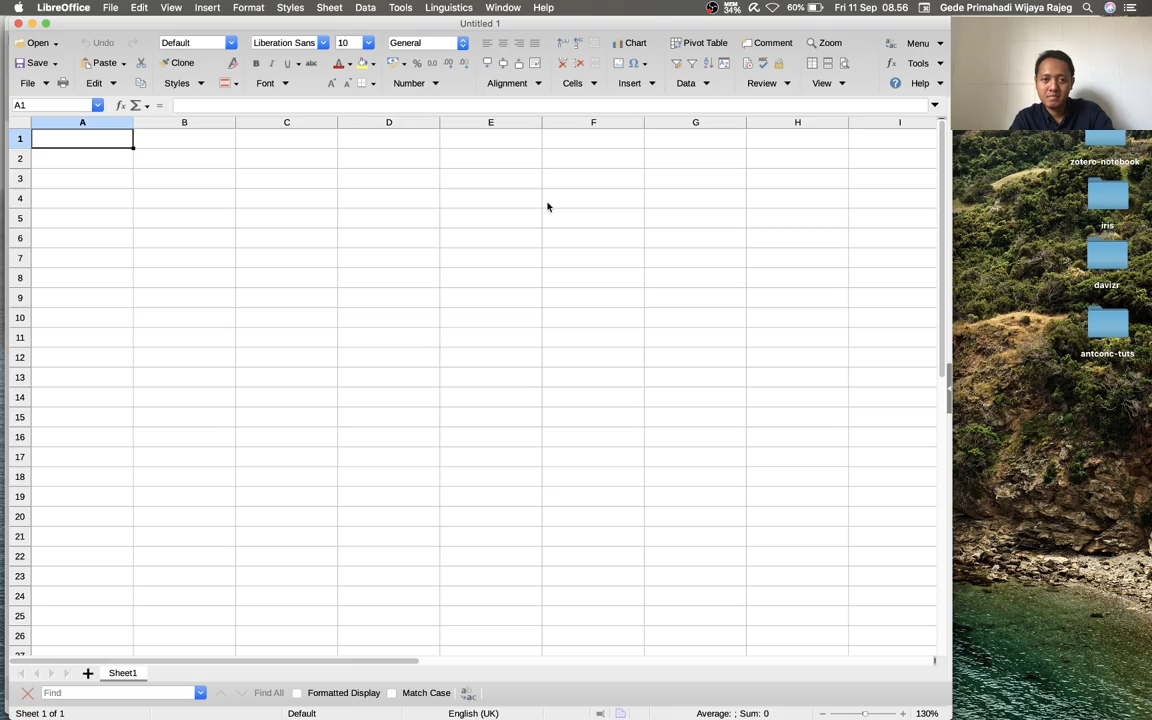 LibreOffice File Edit View Insert Format Styles Sheet Data Tools Linguistics Window Help MEM 34% 60% Fri 11 Sep 08.56 Gede Primahadi Wijaya Rajeg
Untitled 1
Open Undo Default Liberation Sans 10 General Chart Pivot Table Comment Zoom Menu
Save Paste Clone Tools
File Edit Styles Font Number Alignment Cells Insert Data Review View Help
A1
A B C D E F G H I
1
2
3
4
5
6
7
8
9
10
11
12
13
14
15
16
17
18
19
20
21
22
23
24
25
26
27
Sheet1
Find Find All Formatted Display Match Case
Sheet 1 of 1 Default English (UK) Average: ; Sum: 0 130%
zotero-notebook
iris
davizr
antconc-tuts